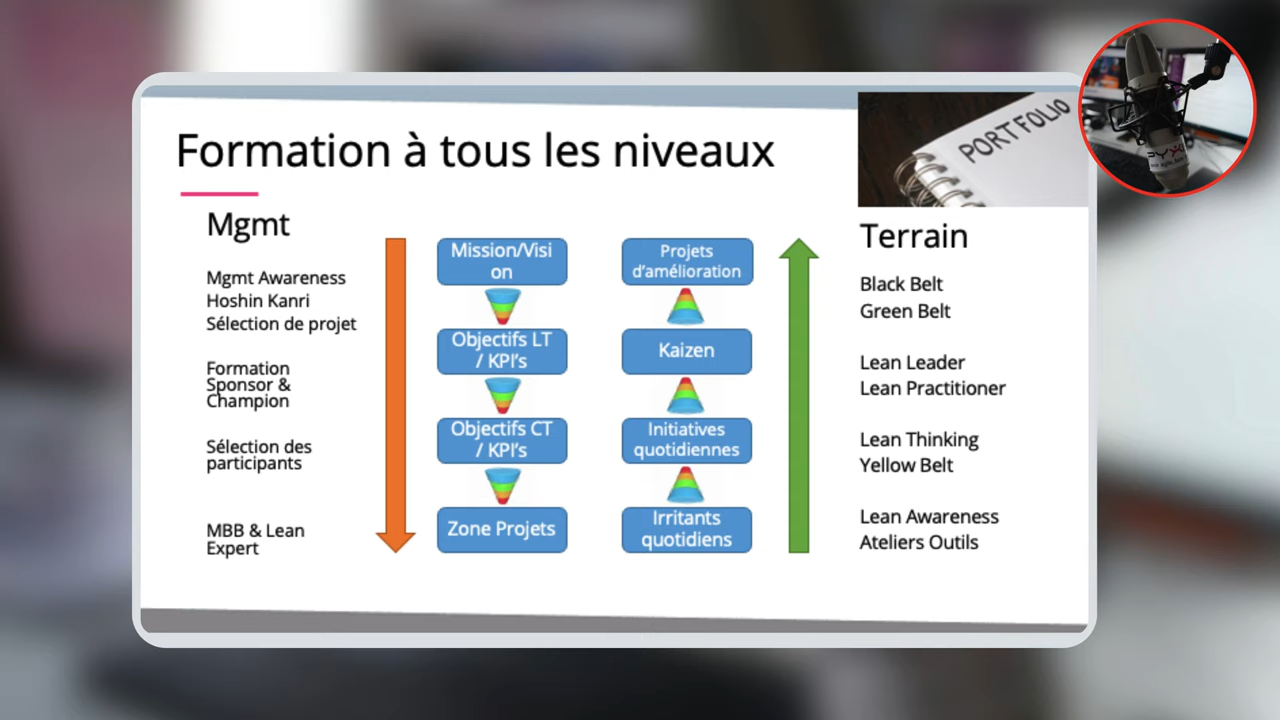 Formation à tous les niveaux
PORTFOLIO
Mgmt
Mgmt Awareness
Hoshin Kanri
Sélection de projet
Formation
Sponsor &
Champion
Sélection des
participants
MBB & Lean
Expert
Mission/Visi
on
Objectifs LT
/ KPI's
Objectifs CT
/ KPI's
Zone Projets
Projets
d'amélioration
Kaizen
Initiatives
quotidiennes
Irritants
quotidiens
Terrain
Black Belt
Green Belt
Lean Leader
Lean Practitioner
Lean Thinking
Yellow Belt
Lean Awareness
Ateliers Outils